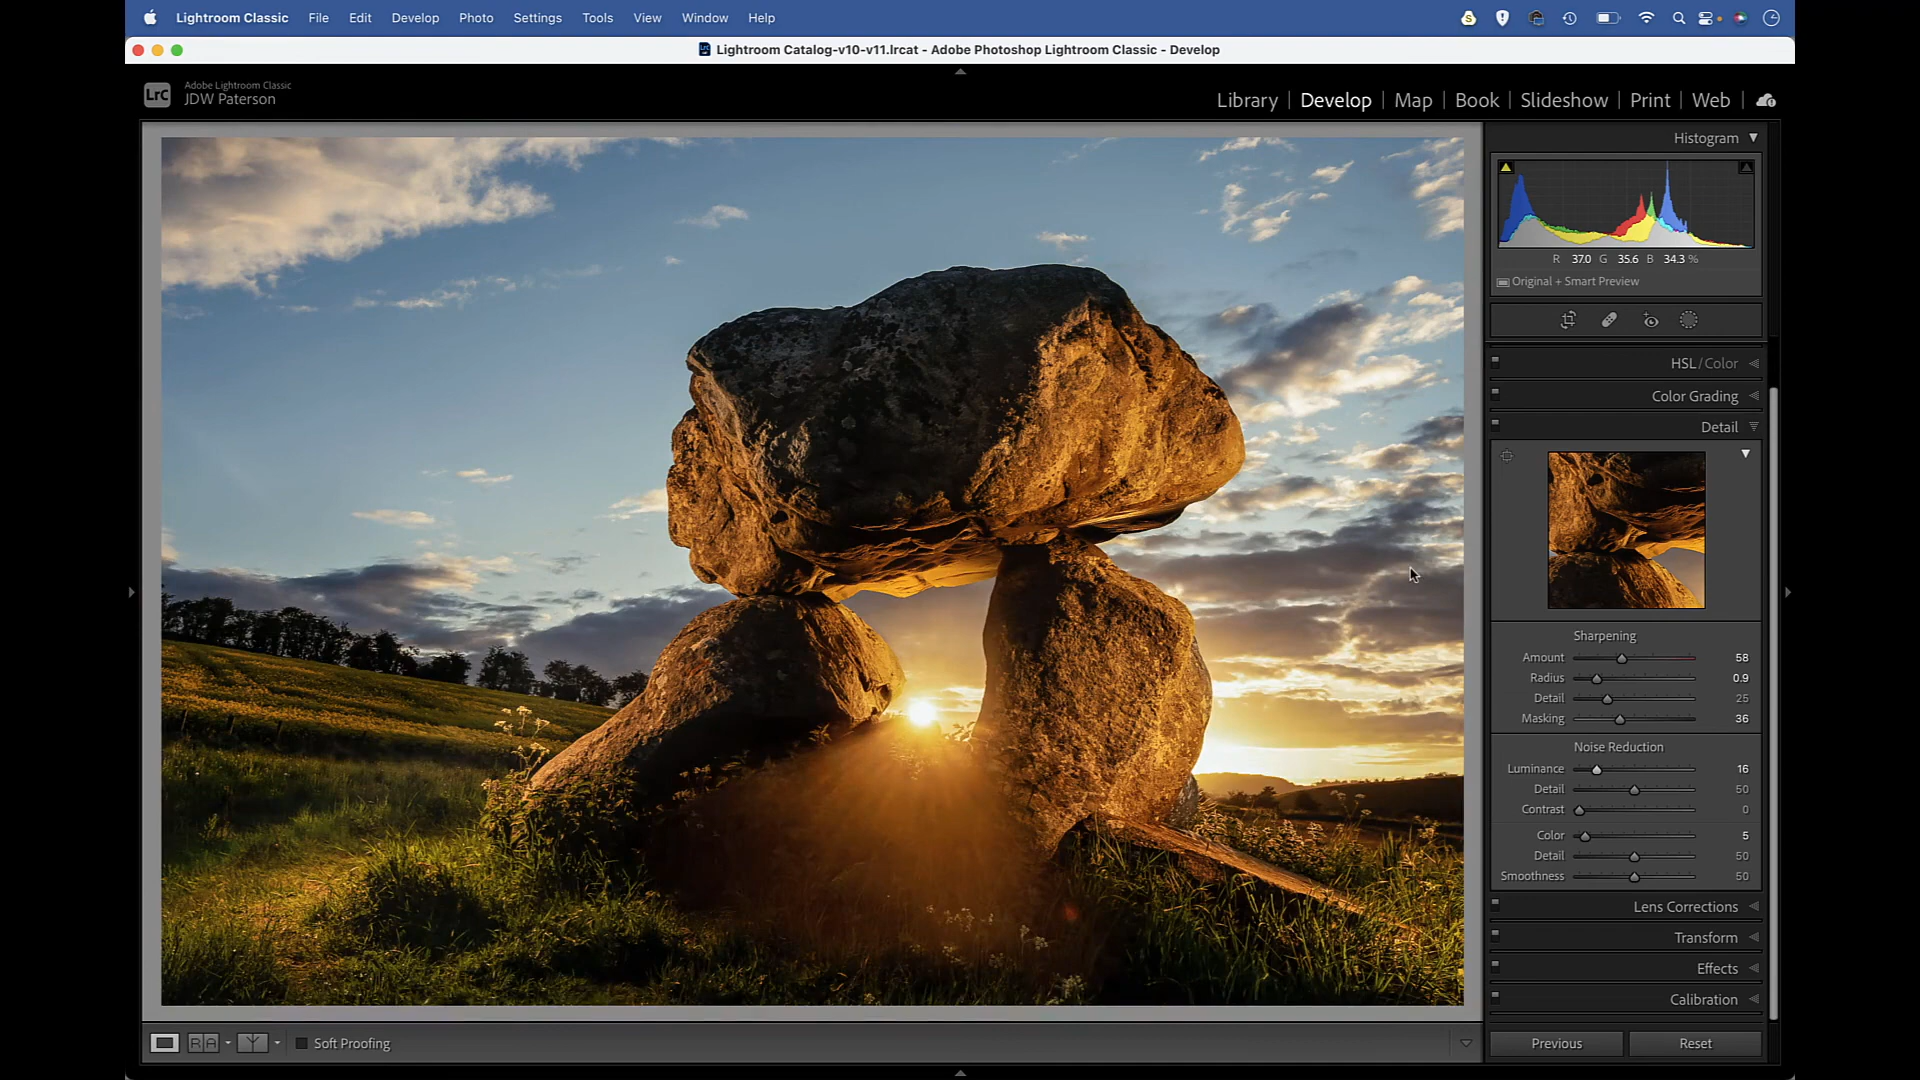 Lightroom Classic File Edit Develop Photo Settings Tools View Window Help
Lightroom Catalog-v10-v11.lrcat - Adobe Photoshop Lightroom Classic - Develop
LrC
Adobe Lightroom Classic
JDW Paterson
Library | Develop | Map | Book | Slideshow | Print | Web |
Histogram
R 37.0 G 35.6 B 34.3 %
Original + Smart Preview
HSL / Color
Color Grading
Detail
Sharpening
Amount 58
Radius 0.9
Detail 25
Masking 36
Noise Reduction
Luminance 16
Detail 50
Contrast 0
Color 5
Detail 50
Smoothness 50
Lens Corrections
Transform
Effects
Calibration
R A Y Soft Proofing
Previous Reset